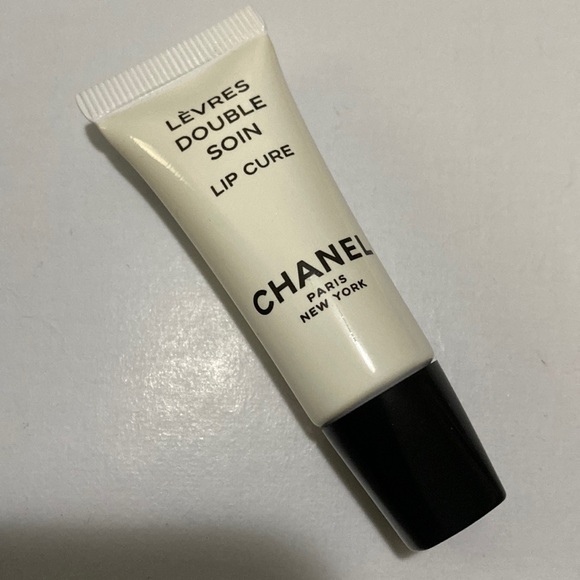 LÈVRES
DOUBLE
SOIN
LIP CURE
CHANEL
PARIS
NEW YORK